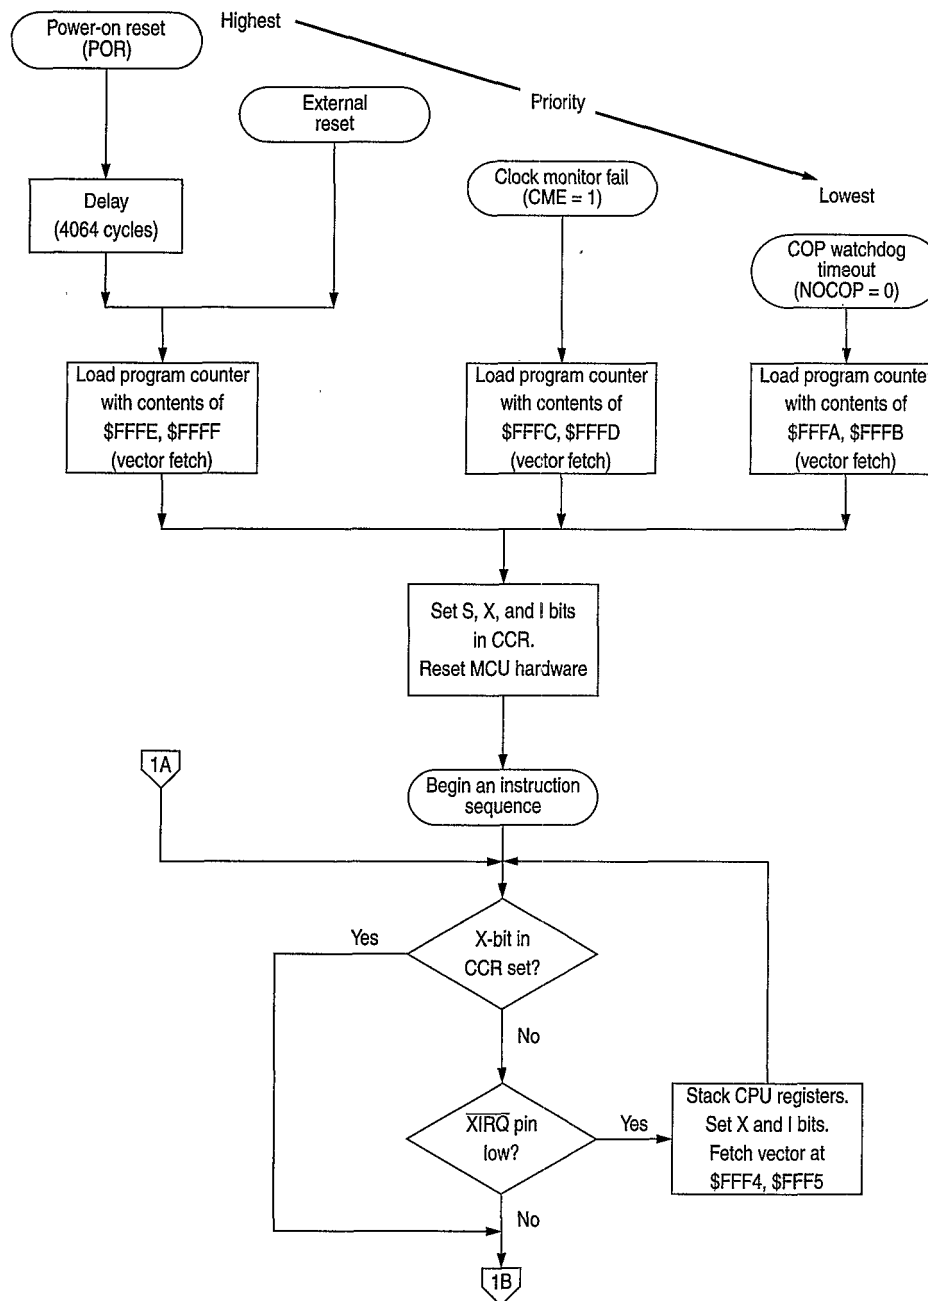 Power-on reset
(POR)
Highest
Priority
Lowest
External
reset
Delay
(4064 cycles)
Clock monitor fail
(CME = 1)
COP watchdog
timeout
(NOCOP = 0)
Load program counter
with contents of
$FFFE, $FFFF
(vector fetch)
Load program counter
with contents of
$FFFC, $FFFD
(vector fetch)
Load program counter
with contents of
$FFFA, $FFFB
(vector fetch)
Set S, X, and I bits
in CCR.
Reset MCU hardware
1A
Begin an instruction
sequence
X-bit in
CCR set?
Yes
No
XIRQ pin
low?
Yes
Stack CPU registers.
Set X and I bits.
Fetch vector at
$FFF4, $FFF5
No
1B